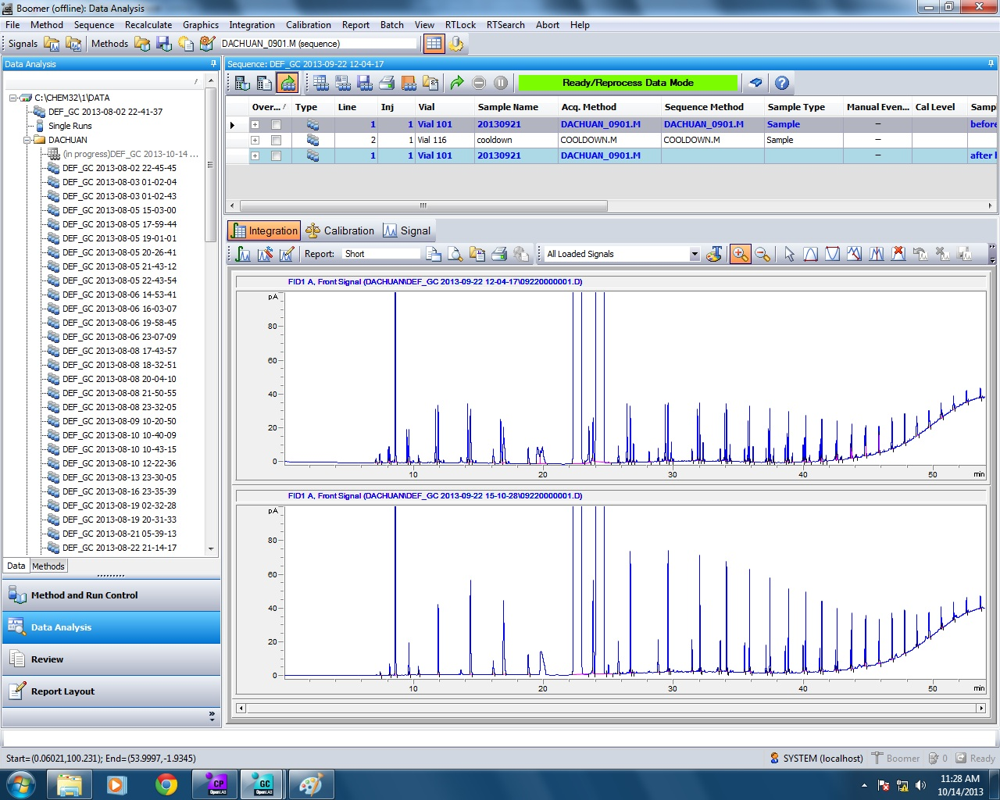 Boomer (offline): Data Analysis
File Method Sequence Recalculate Graphics Integration Calibration Report Batch View RTLock RTSearch Abort Help
Signals Methods DACHUAN_0901.M (sequence)
Data Analysis
C:\CHEM32\1\DATA
DEF_GC 2013-08-02 22-41-37
Single Runs
DACHUAN
(in progress)DEF_GC 2013-10-14 ...
DEF_GC 2013-08-02 22-45-45
DEF_GC 2013-08-03 01-02-04
DEF_GC 2013-08-03 01-02-43
DEF_GC 2013-08-05 15-03-00
DEF_GC 2013-08-05 17-59-44
DEF_GC 2013-08-05 19-01-01
DEF_GC 2013-08-05 20-26-41
DEF_GC 2013-08-05 21-43-12
DEF_GC 2013-08-05 22-43-54
DEF_GC 2013-08-06 14-53-41
DEF_GC 2013-08-06 16-03-07
DEF_GC 2013-08-06 19-58-45
DEF_GC 2013-08-06 23-07-09
DEF_GC 2013-08-08 17-43-57
DEF_GC 2013-08-08 18-32-51
DEF_GC 2013-08-08 20-04-10
DEF_GC 2013-08-08 21-50-55
DEF_GC 2013-08-08 23-32-05
DEF_GC 2013-08-09 10-20-50
DEF_GC 2013-08-10 10-40-09
DEF_GC 2013-08-10 10-43-15
DEF_GC 2013-08-10 12-22-36
DEF_GC 2013-08-13 23-30-05
DEF_GC 2013-08-16 23-35-39
DEF_GC 2013-08-19 02-32-28
DEF_GC 2013-08-19 20-31-33
DEF_GC 2013-08-21 05-39-13
DEF_GC 2013-08-22 21-14-17
Data Methods
Method and Run Control
Data Analysis
Review
Report Layout
Sequence: DEF_GC 2013-09-22 12-04-17
Ready/Reprocess Data Mode
Over... Type Line Inj Vial Sample Name Acq. Method Sequence Method Sample Type Manual Even... Cal Level Samp
1 1 Vial 101 20130921 DACHUAN_0901.M DACHUAN_0901.M Sample – before
2 1 Vial 116 cooldown COOLDOWN.M COOLDOWN.M Sample –
1 1 Vial 101 20130921 DACHUAN_0901.M – after
Integration Calibration Signal
Report: Short All Loaded Signals
FID1 A, Front Signal (DACHUAN\DEF_GC 2013-09-22 12-04-17\09220000001.D)
pA
80
60
40
20
0
10 20 30 40 50 min
FID1 A, Front Signal (DACHUAN\DEF_GC 2013-09-22 15-10-28\09220000001.D)
pA
80
60
40
20
0
10 20 30 40 50 min
Start=(0.06021,100.231); End=(53.9997,-1.9345)
SYSTEM (localhost) Boomer 0 Ready
CP OpenLAB GC OpenLAB
11:28 AM
10/14/2013